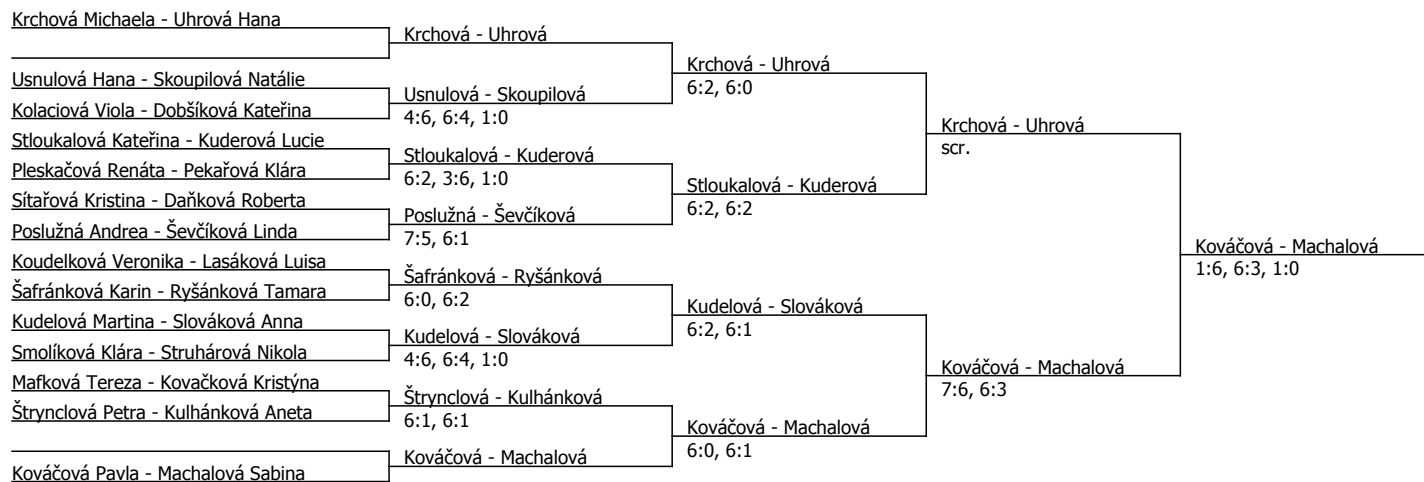 Krchová Michaela - Uhrová Hana
Usnulová Hana - Skoupilová Natálie
Kolaciová Viola - Dobšíková Kateřina
Stloukalová Kateřina - Kuderová Lucie
Pleskačová Renáta - Pekařová Klára
Sítařová Kristina - Daňková Roberta
Poslužná Andrea - Ševčíková Linda
Koudelková Veronika - Lasáková Luisa
Šafránková Karin - Ryšánková Tamara
Kudelová Martina - Slováková Anna
Smolíková Klára - Struhárová Nikola
Mafková Tereza - Kovačková Kristýna
Štrynclová Petra - Kulhánková Aneta
Kováčová Pavla - Machalová Sabina
Krchová - Uhrová
Usnulová - Skoupilová
4:6, 6:4, 1:0
Stloukalová - Kuderová
6:2, 3:6, 1:0
Poslužná - Ševčíková
7:5, 6:1
Šafránková - Ryšánková
6:0, 6:2
Kudelová - Slováková
4:6, 6:4, 1:0
Štrynclová - Kulhánková
6:1, 6:1
Kováčová - Machalová
Krchová - Uhrová
6:2, 6:0
Stloukalová - Kuderová
6:2, 6:2
Kudelová - Slováková
6:2, 6:1
Kováčová - Machalová
6:0, 6:1
Krchová - Uhrová
scr.
Kováčová - Machalová
7:6, 6:3
Kováčová - Machalová
1:6, 6:3, 1:0